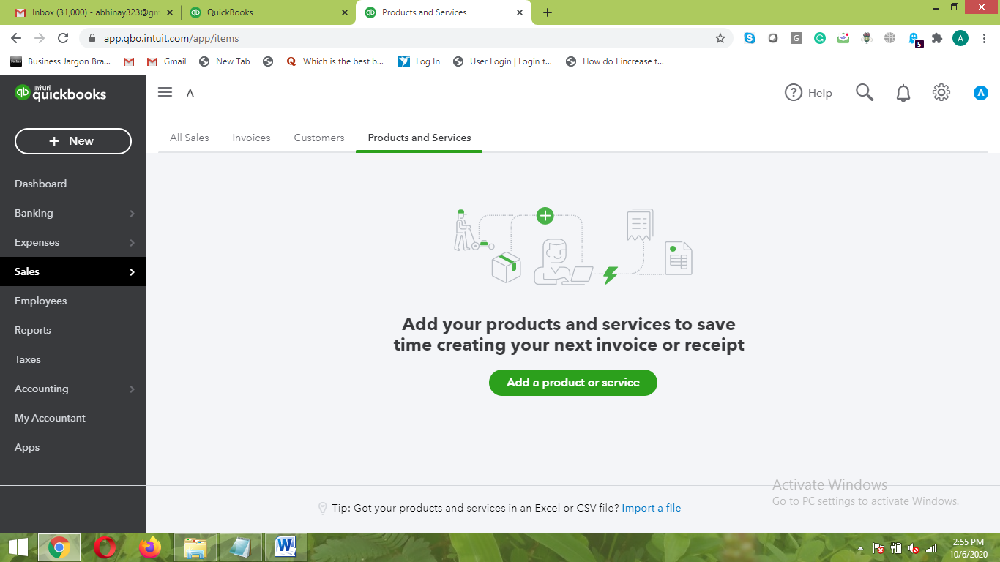 Inbox (31,000) - abhinay323@gm
QuickBooks
Products and Services
app.qbo.intuit.com/app/items
G
5
A
Business Jargon Bra...
Gmail
New Tab
Q Which is the best b...
Log In
User Login | Login t...
How do I increase t...
qb intuit quickbooks
A
Help
A
+ New
All Sales
Invoices
Customers
Products and Services
Dashboard
Banking
Expenses
Sales
Employees
Reports
Taxes
Accounting
My Accountant
Apps
Add your products and services to save
time creating your next invoice or receipt
Add a product or service
Activate Windows
Go to PC settings to activate Windows.
Tip: Got your products and services in an Excel or CSV file? Import a file
2:55 PM
10/6/2020